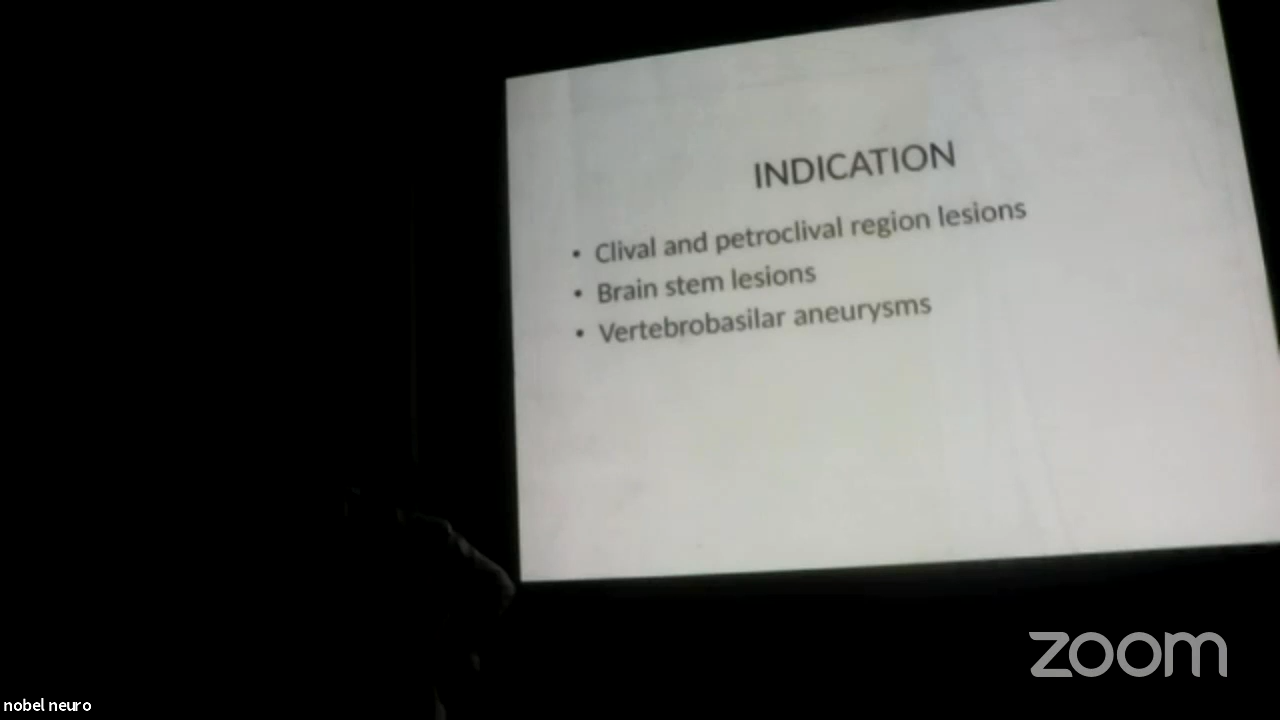 INDICATION
• Clival and petroclival region lesions
• Brain stem lesions
• Vertebrobasilar aneurysms
zoom
nobel neuro